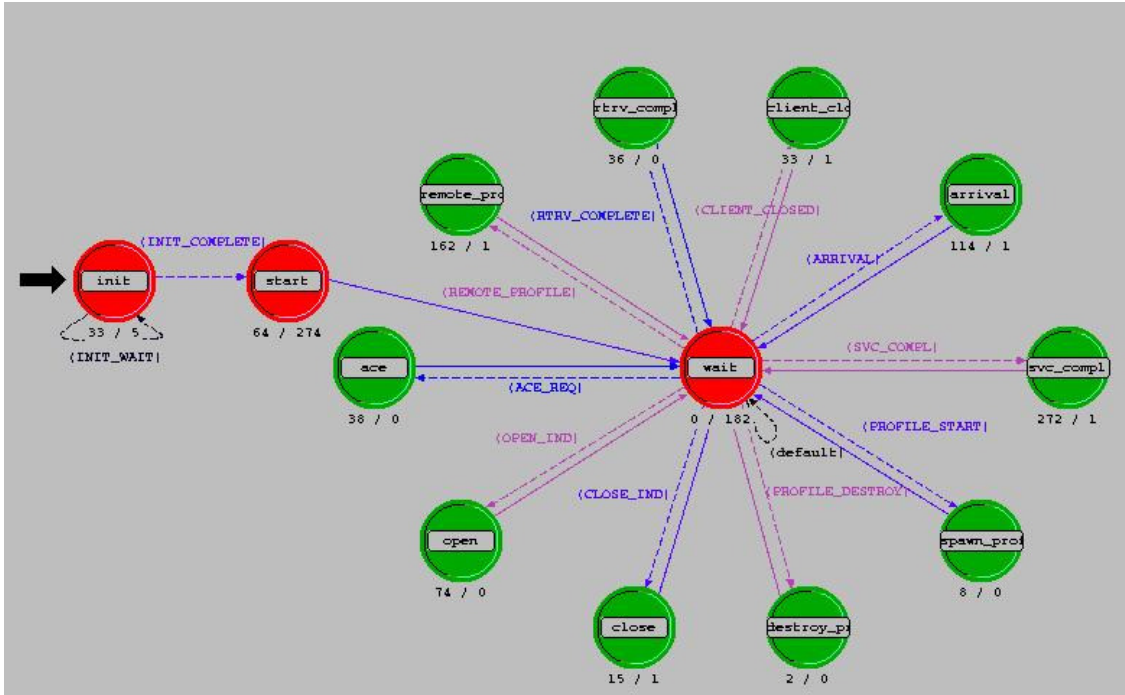 rtrv_compl
36 / 0
client_clo
33 / 1
remote_pro
162 / 1
arrival
114 / 1
(RTRV_COMPLETE)
(CLIENT_CLOSED)
(INIT_COMPLETE)
(ARRIVAL)
init
33 / 5
(INIT_WAIT)
start
64 / 274
(REMOTE_PROFILE)
ace
38 / 0
(ACE_REQ)
wait
0 / 182
(SVC_COMPL)
svc_compl
272 / 1
(default)
(PROFILE_START)
(OPEN_IND)
(CLOSE_IND)
(PROFILE_DESTROY)
open
74 / 0
spawn_prof
8 / 0
close
15 / 1
destroy_pr
2 / 0